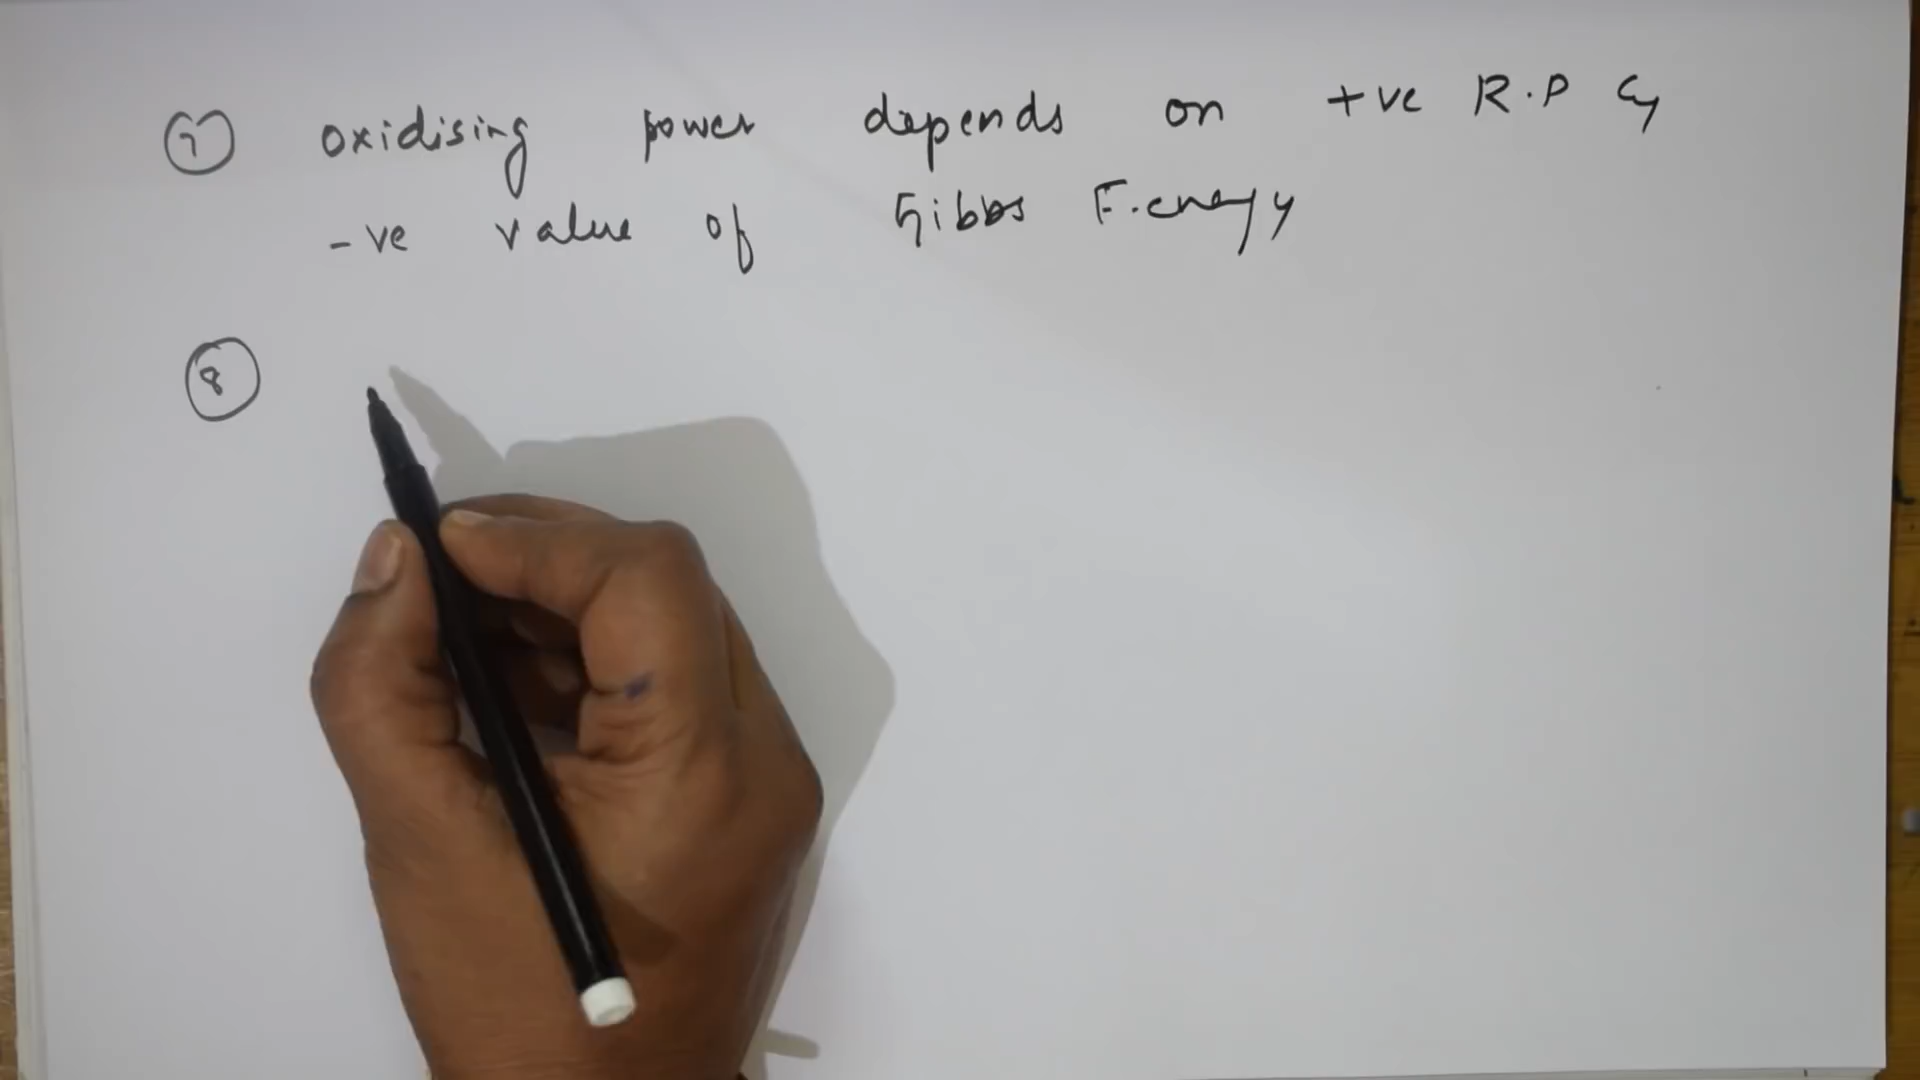 7 oxidising power depends on +ve R.P &
-ve value of Gibbs F.energy
8